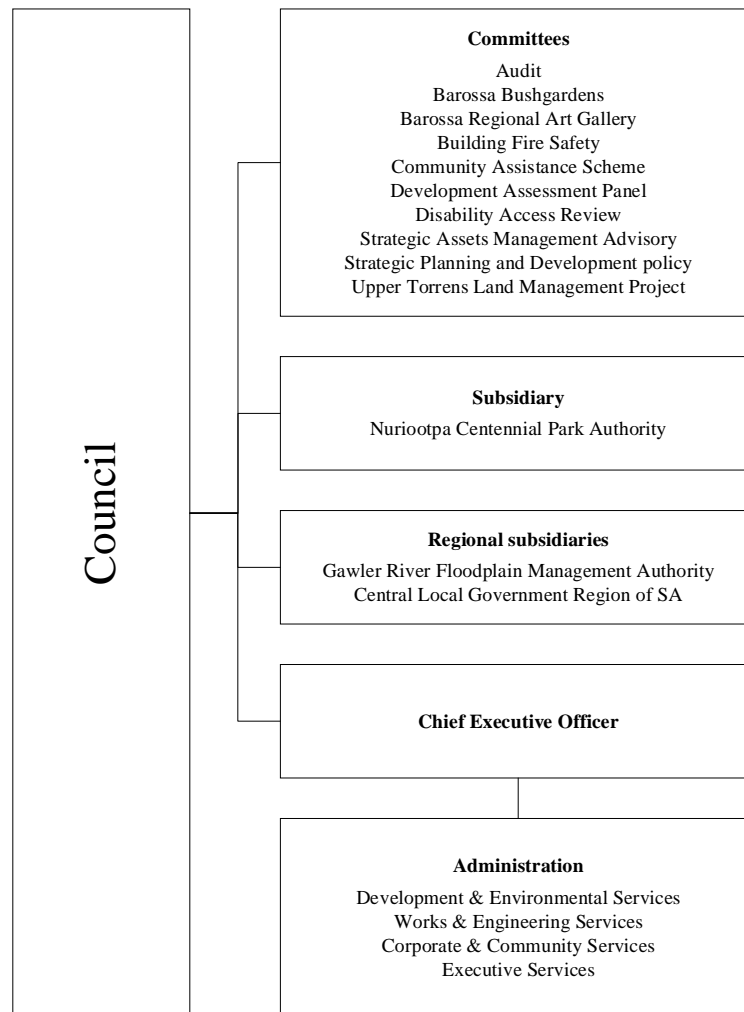 Council
Committees
Audit
Barossa Bushgardens
Barossa Regional Art Gallery
Building Fire Safety
Community Assistance Scheme
Development Assessment Panel
Disability Access Review
Strategic Assets Management Advisory
Strategic Planning and Development policy
Upper Torrens Land Management Project
Subsidiary
Nuriootpa Centennial Park Authority
Regional subsidiaries
Gawler River Floodplain Management Authority
Central Local Government Region of SA
Chief Executive Officer
Administration
Development & Environmental Services
Works & Engineering Services
Corporate & Community Services
Executive Services